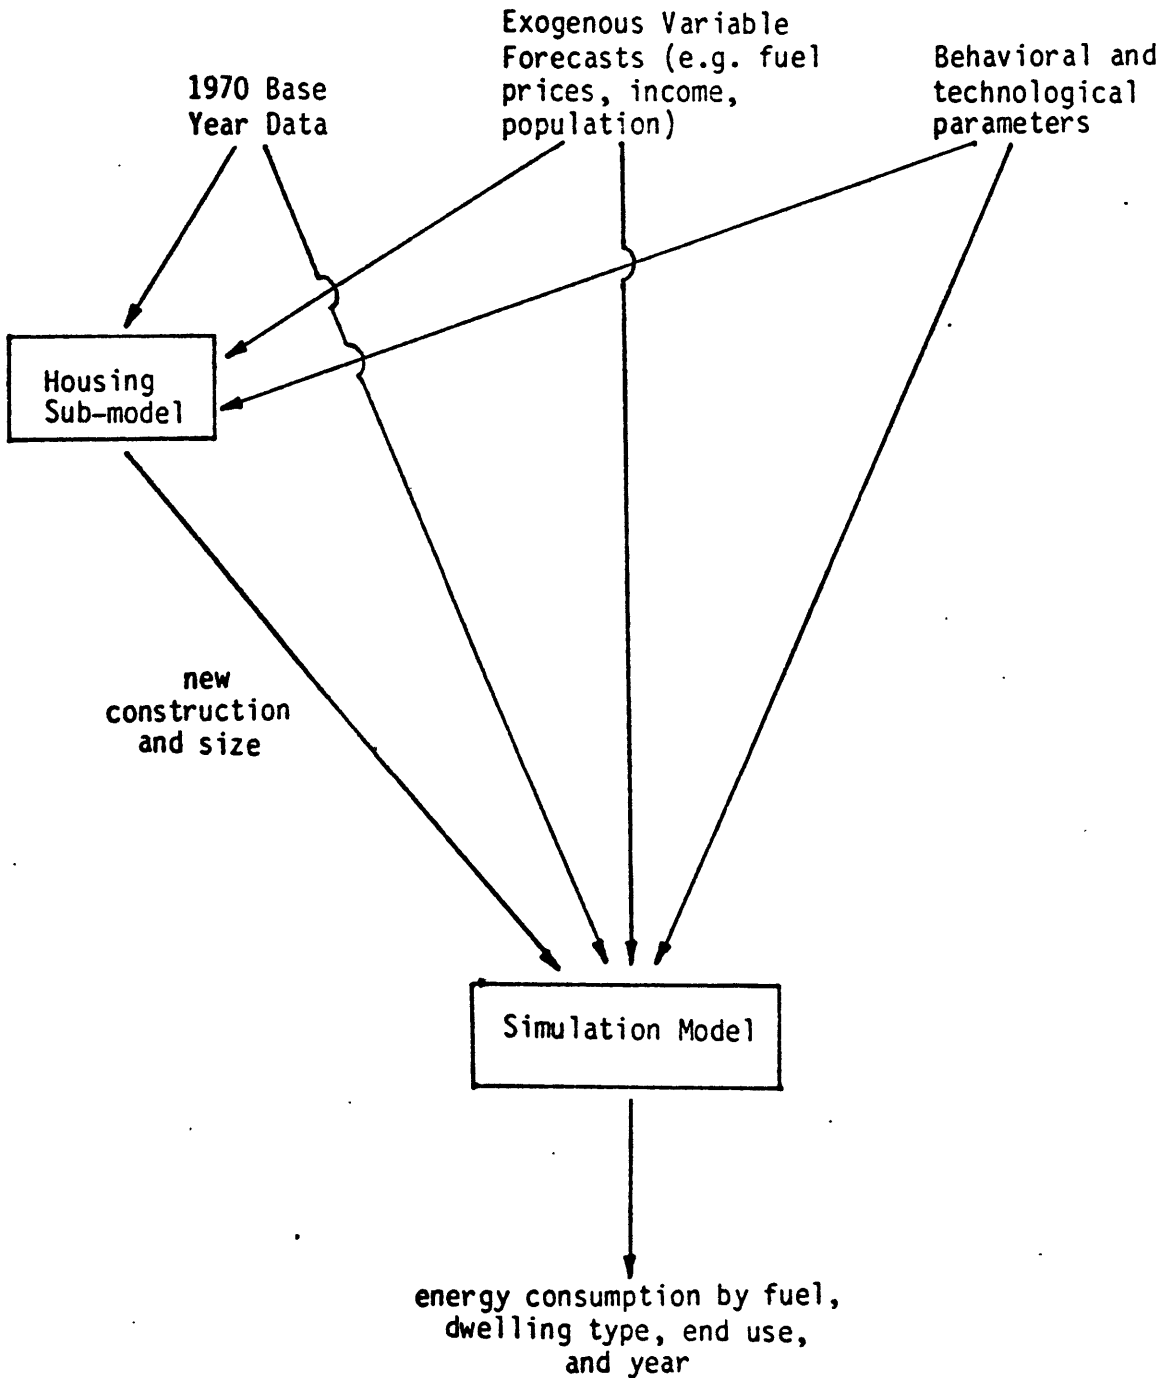 1970 Base
Year Data
Exogenous Variable
Forecasts (e.g. fuel
prices, income,
population)
Behavioral and
technological
parameters
Housing
Sub-model
new
construction
and size
Simulation Model
energy consumption by fuel,
dwelling type, end use,
and year